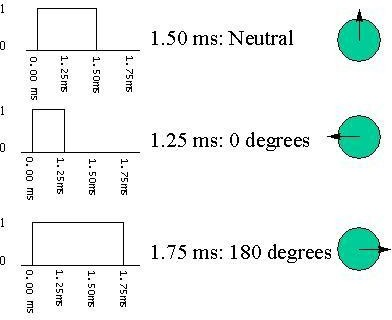 1
0
0.00 ms
1.25ms
1.50ms
1.75ms
1.50 ms: Neutral
1
0
0.00 ms
1.25ms
1.50ms
1.75ms
1.25 ms: 0 degrees
1
0
0.00 ms
1.25ms
1.50ms
1.75ms
1.75 ms: 180 degrees